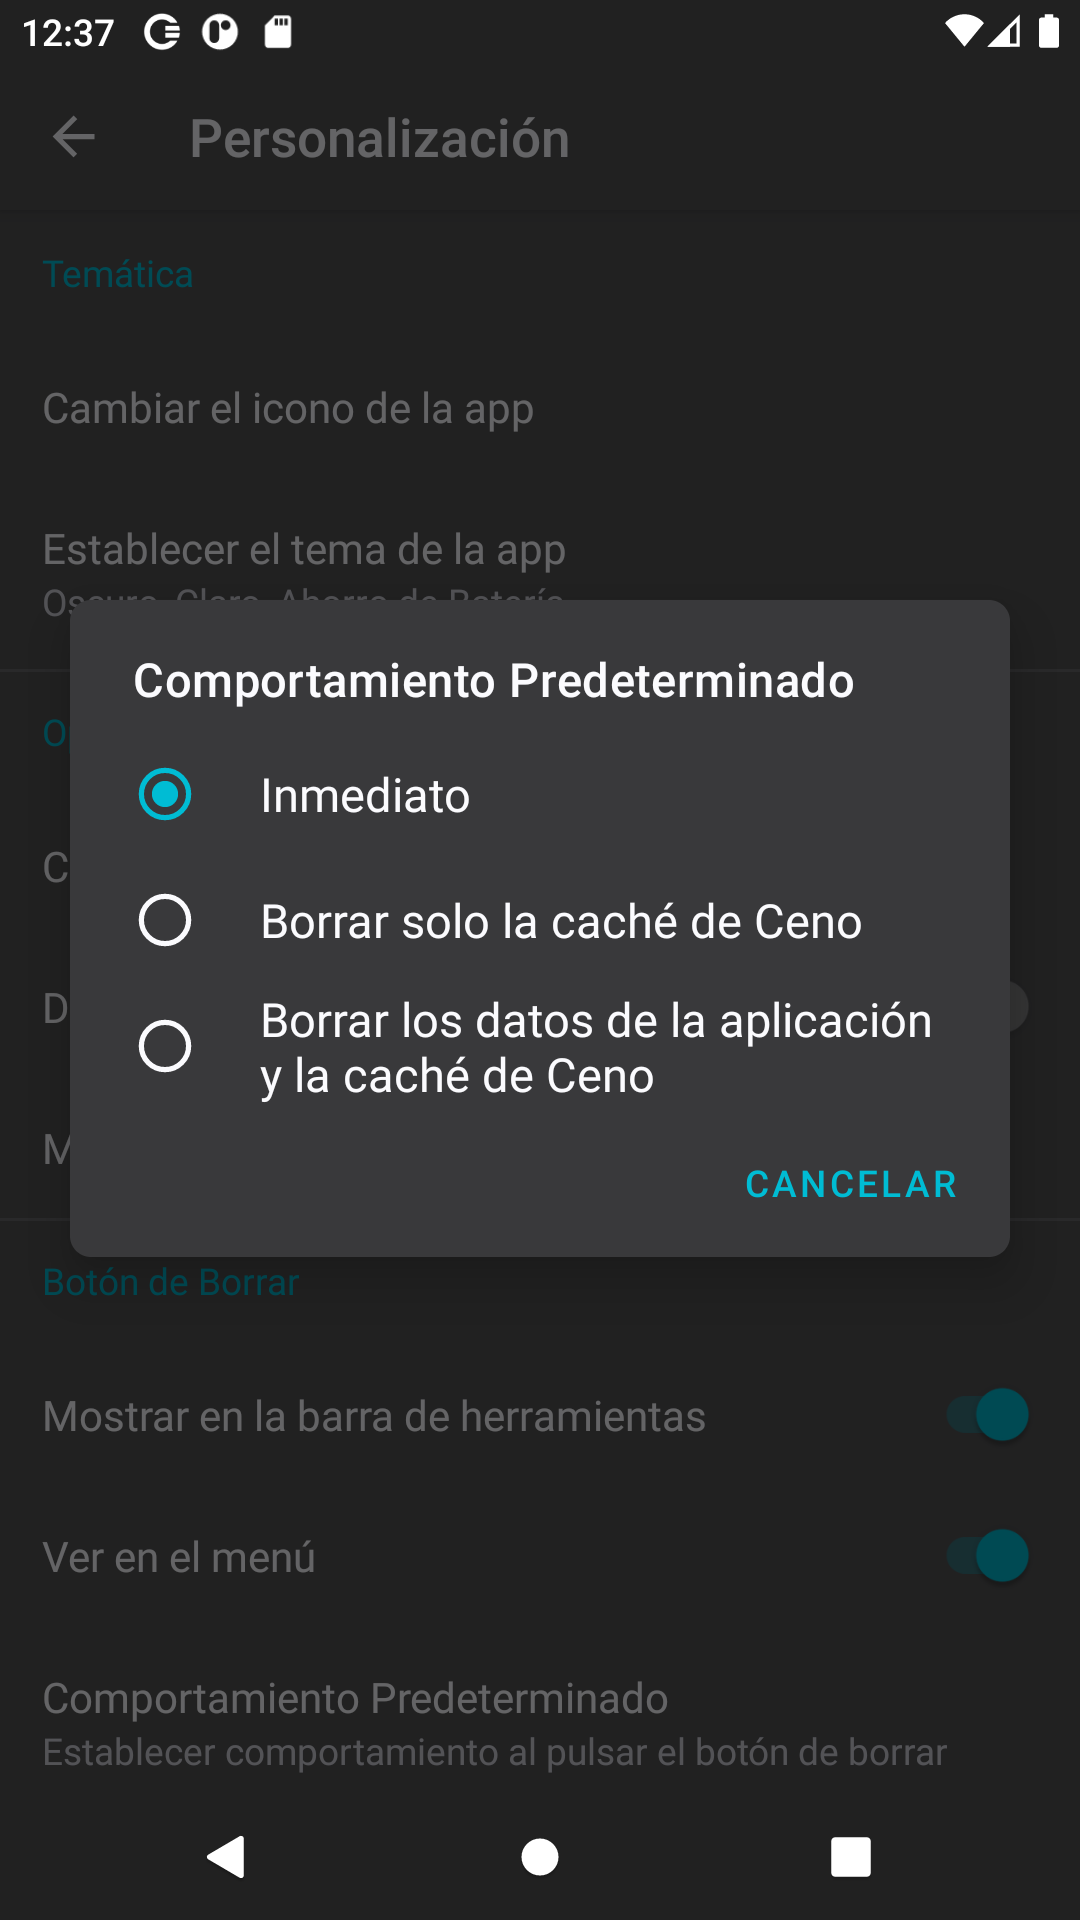 12:37
Personalización
Temática
Cambiar el icono de la app
Establecer el tema de la app
Oscuro, Claro, Ahorro de Batería
Comportamiento Predeterminado
Inmediato
Borrar solo la caché de Ceno
Borrar los datos de la aplicación
y la caché de Ceno
CANCELAR
Botón de Borrar
Mostrar en la barra de herramientas
Ver en el menú
Comportamiento Predeterminado
Establecer comportamiento al pulsar el botón de borrar